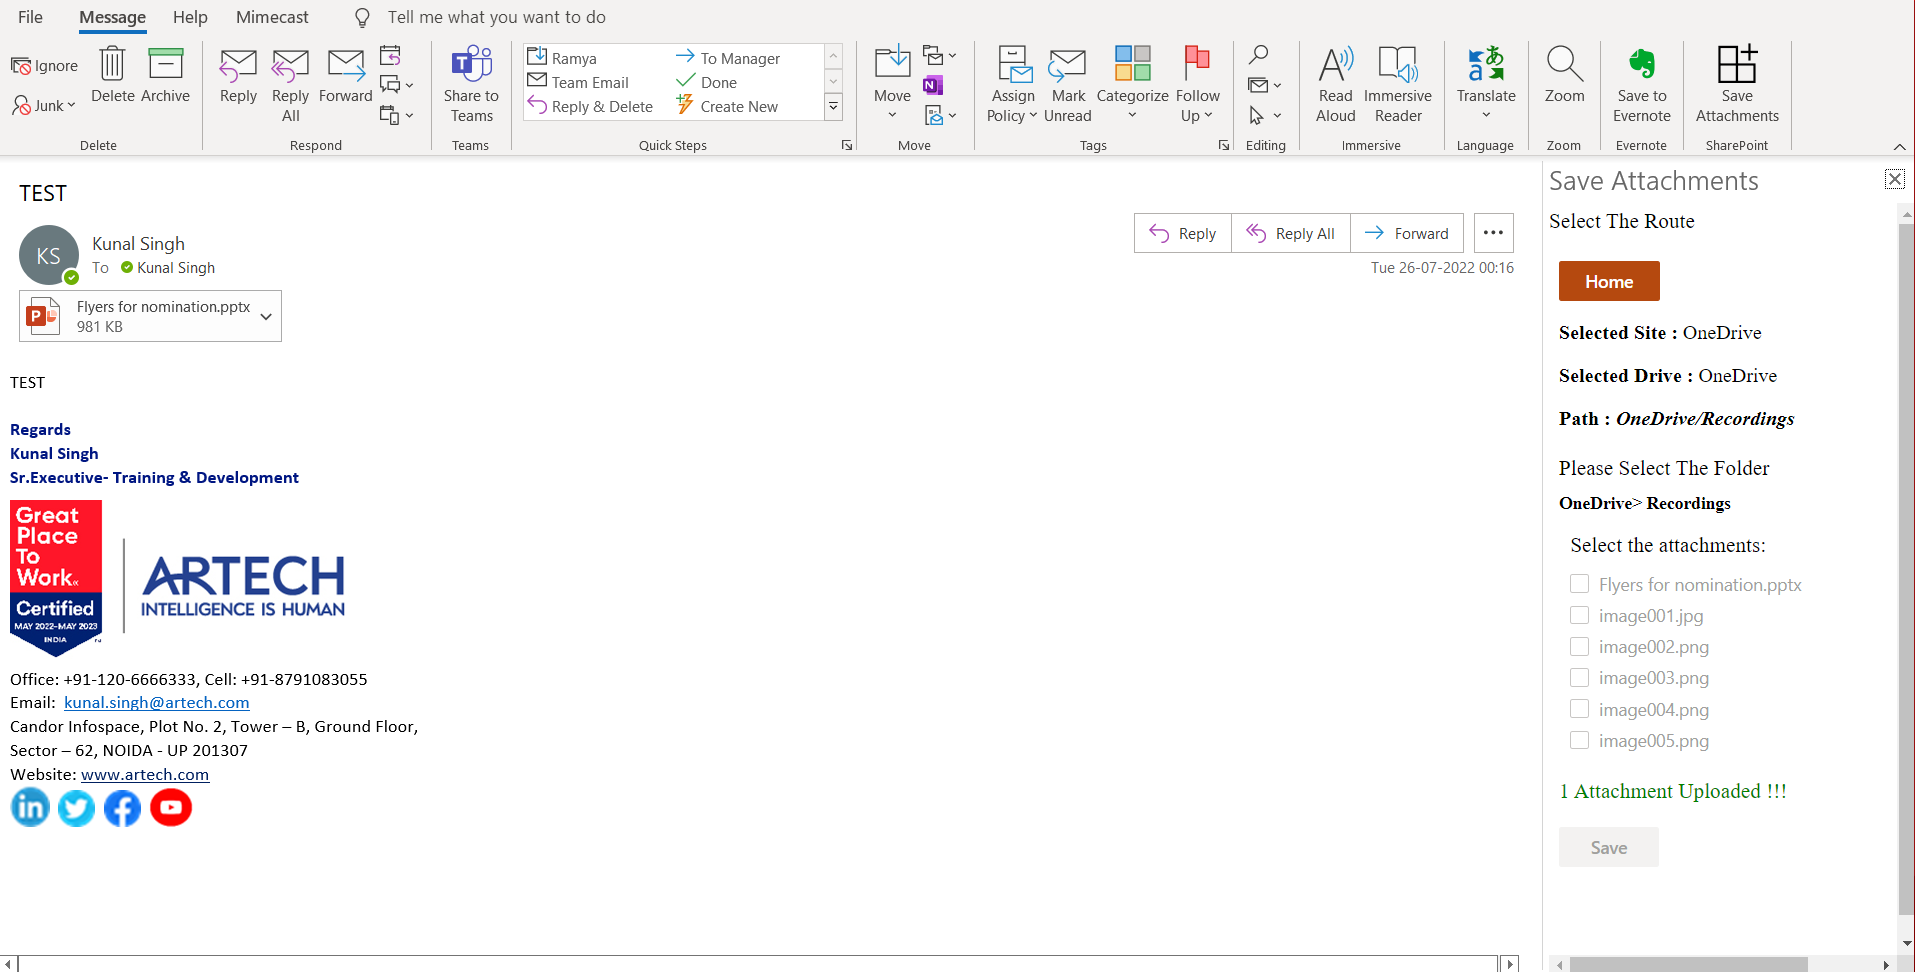 File Message Help Mimecast Tell me what you want to do
Ignore
Junk
Delete
Archive
Delete
Reply
Reply All
Forward
Respond
Share to Teams
Teams
Ramya
Team Email
Reply & Delete
To Manager
Done
Create New
Quick Steps
Move
Move
Assign Policy
Mark Unread
Categorize
Follow Up
Tags
Editing
Read Aloud
Immersive Reader
Immersive
Translate
Language
Zoom
Zoom
Save to Evernote
Evernote
Save Attachments
SharePoint
TEST
KS
Kunal Singh
To Kunal Singh
Reply Reply All Forward
Tue 26-07-2022 00:16
Flyers for nomination.pptx
981 KB
TEST
Regards
Kunal Singh
Sr.Executive- Training & Development
Great
Place
To
Work.
Certified
MAY 2022-MAY 2023
INDIA
ARTECH
INTELLIGENCE IS HUMAN
Office: +91-120-6666333, Cell: +91-8791083055
Email: kunal.singh@artech.com
Candor Infospace, Plot No. 2, Tower – B, Ground Floor,
Sector – 62, NOIDA - UP 201307
Website: www.artech.com
Save Attachments
Select The Route
Home
Selected Site : OneDrive
Selected Drive : OneDrive
Path : OneDrive/Recordings
Please Select The Folder
OneDrive> Recordings
Select the attachments:
Flyers for nomination.pptx
image001.jpg
image002.png
image003.png
image004.png
image005.png
1 Attachment Uploaded !!!
Save